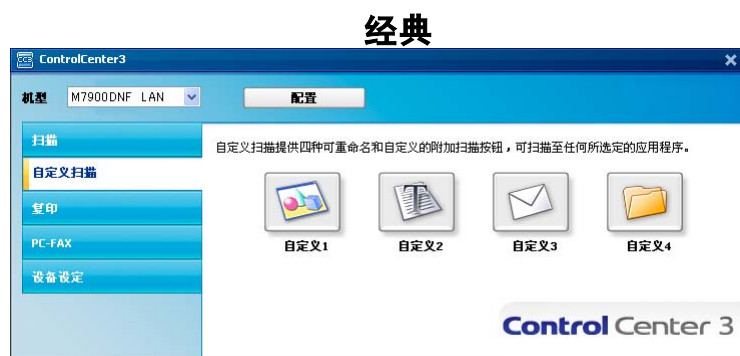 经典
CC3 ControlCenter3
机型 M7900DNF LAN 配置
扫描
自定义扫描提供四种可重命名和自定义的附加扫描按钮，可扫描至任何所选定的应用程序。
自定义扫描
复印
自定义1 自定义2 自定义3 自定义4
PC-FAX
设备设定
Control Center 3